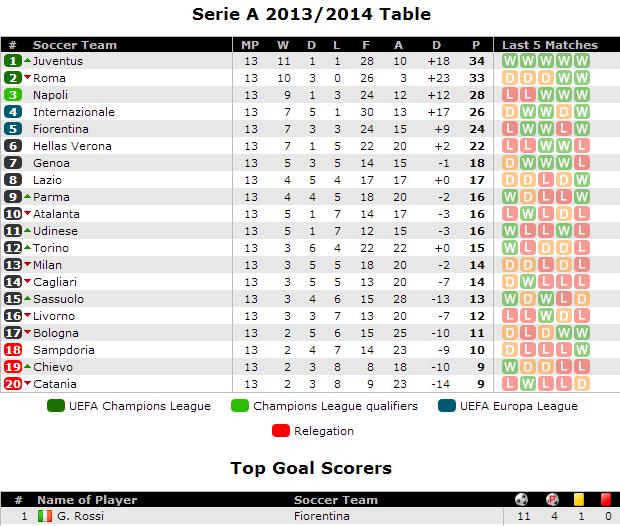 Serie A 2013/2014 Table
# Soccer Team MP W D L F A D P Last 5 Matches
1 Juventus 13 11 1 1 28 10 +18 34 W W W W W
2 Roma 13 10 3 0 26 3 +23 33 D D D D W
3 Napoli 13 9 1 3 24 12 +12 28 L L W W W
4 Internazionale 13 7 5 1 30 13 +17 26 D W W D W
5 Fiorentina 13 7 3 3 24 15 +9 24 L W W L W
6 Hellas Verona 13 7 1 5 22 20 +2 22 L L W W L
7 Genoa 13 5 3 5 14 15 -1 18 D W W W L
8 Lazio 13 4 5 4 17 17 +0 17 D D L D W
9 Parma 13 4 4 5 18 20 -2 16 W D L L W
10 Atalanta 13 5 1 7 14 17 -3 16 L W L D L
11 Udinese 13 5 1 7 12 15 -3 16 W L L W L
12 Torino 13 3 6 4 22 22 +0 15 W L D D L
13 Milan 13 3 5 5 18 20 -2 14 D D L D L
14 Cagliari 13 3 5 5 13 20 -7 14 D W L L L
15 Sassuolo 13 3 4 6 15 28 -13 13 W D W D L
16 Livorno 13 3 3 7 13 20 -7 12 L L W D L
17 Bologna 13 2 5 6 15 25 -10 11 D L D W W
18 Sampdoria 13 2 4 7 14 23 -9 10 D L L L W
19 Chievo 13 2 3 8 8 18 -10 9 W D D L L
20 Catania 13 2 3 8 9 23 -14 9 L W L L D
UEFA Champions League Champions League qualifiers UEFA Europa League
Relegation
Top Goal Scorers
# Name of Player Soccer Team P
1 G. Rossi Fiorentina 11 4 1 0